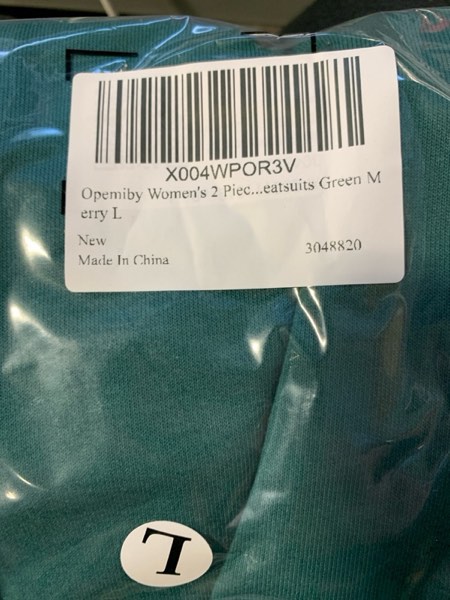 X004WPOR3V
Opemiby Women's 2 Piec...eatsuits Green M
erry L
New
Made In China
3048820
L